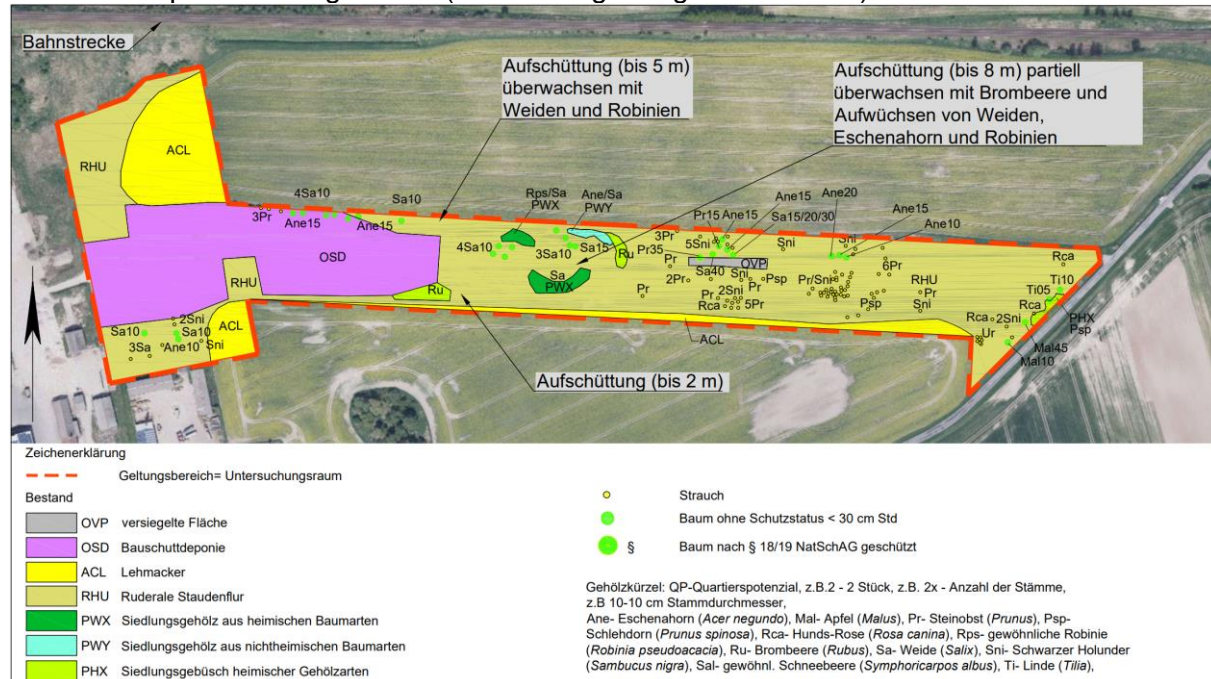 Bahnstrecke
Aufschüttung (bis 5 m)
überwachsen mit
Weiden und Robinien
Aufschüttung (bis 8 m) partiell
überwachsen mit Brombeere und
Aufwüchsen von Weiden,
Eschenahorn und Robinien
RHU
ACL
3Pr
4Sa10
Ane15
Ane15
Sa10
Rps/Sa
PWX
Ane/Sa
PWY
4Sa10
3Sa10
Sa15
Ru
Sa
PWX
3Pr
Pr35
Pr15
Ane15
Ane15
Sa15/20/30
5Sni
Sni
Ane20
Ane15
Ane10
Sni
OVP
Sa40
Pr
2Pr
Pr
Sni
Pr
Psp
2Sni
Pr
Rca
5Pr
Pr/Sni
Psp
6Pr
RHU
Pr
Sni
Rca
Ti10
Ti05
Rca
PHX
Psp
Rca
2Sni
Ur
Mal45
Mal10
OSD
RHU
Ru
ACL
ACL
Sa10
2Sni
Sa10
Sni
3Sa
Ane10
Aufschüttung (bis 2 m)
Zeichenerklärung
Geltungsbereich= Untersuchungsraum
Bestand
OVP versiegelte Fläche
OSD Bauschuttdeponie
ACL Lehmacker
RHU Ruderale Staudenflur
PWX Siedlungsgehölz aus heimischen Baumarten
PWY Siedlungsgehölz aus nichtheimischen Baumarten
PHX Siedlungsgebüsch heimischer Gehölzarten
Strauch
Baum ohne Schutzstatus < 30 cm Std
§ Baum nach § 18/19 NatSchAG geschützt
Gehölzkürzel: QP-Quartierspotenzial, z.B.2 - 2 Stück, z.B. 2x - Anzahl der Stämme,
z.B 10-10 cm Stammdurchmesser,
Ane- Eschenahorn (Acer negundo), Mal- Apfel (Malus), Pr- Steinobst (Prunus), Psp-
Schlehdorn (Prunus spinosa), Rca- Hunds-Rose (Rosa canina), Rps- gewöhnliche Robinie
(Robinia pseudoacacia), Ru- Brombeere (Rubus), Sa- Weide (Salix), Sni- Schwarzer Holunder
(Sambucus nigra), Sal- gewöhnl. Schneebeere (Symphoricarpos albus), Ti- Linde (Tilia),